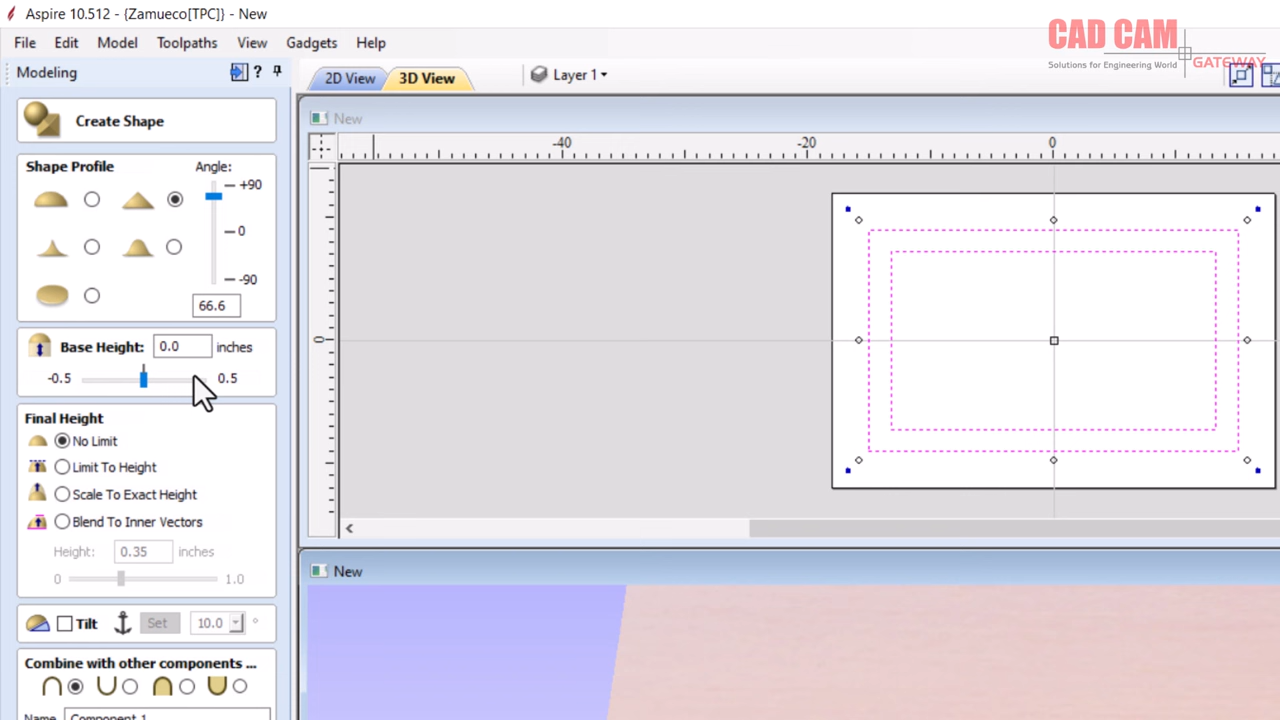 Aspire 10.512 - {Zamueco[TPC]} - New
CAD CAM
Solutions for Engineering World
GATEWAY
File Edit Model Toolpaths View Gadgets Help
Modeling
?
2D View
3D View
Layer 1
Create Shape
New
-40
-20
0
Shape Profile
Angle:
+90
0
-90
66.6
Base Height: 0.0 inches
-0.5
0.5
0
Final Height
No Limit
Limit To Height
Scale To Exact Height
Blend To Inner Vectors
Height: 0.35 inches
0
1.0
New
Tilt
Set
10.0 °
Combine with other components ...
Name Component 1